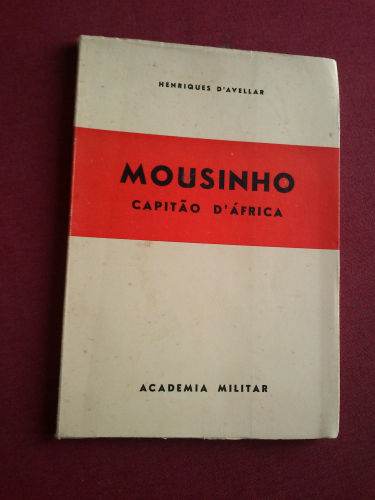 HENRIQUES D'AVELLAR
MOUSINHO
CAPITÃO D'ÁFRICA
ACADEMIA MILITAR